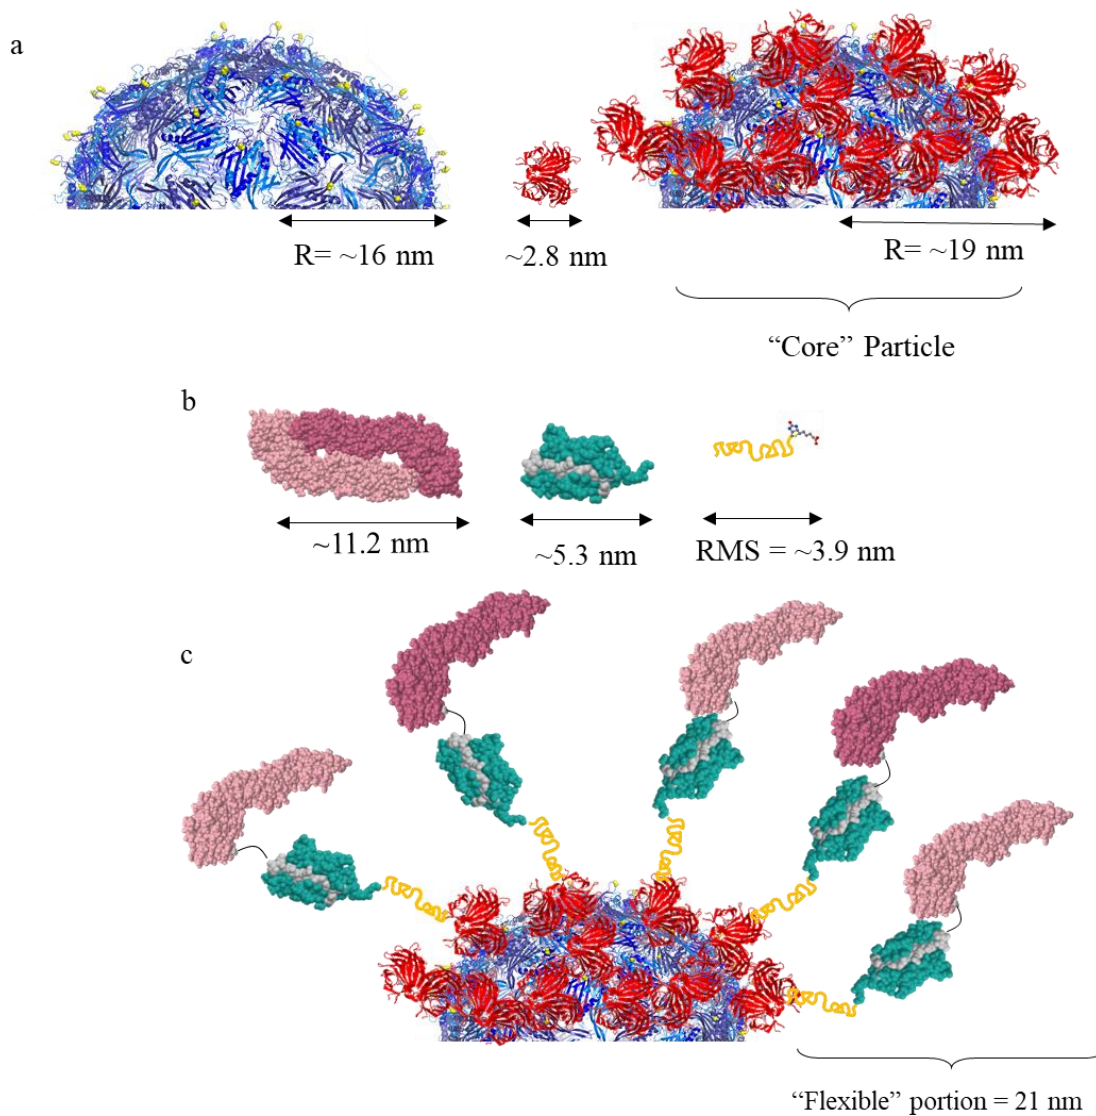 a
R= ~16 nm
~2.8 nm
R= ~19 nm
“Core” Particle
b
~11.2 nm
~5.3 nm
RMS = ~3.9 nm
c
“Flexible” portion = 21 nm